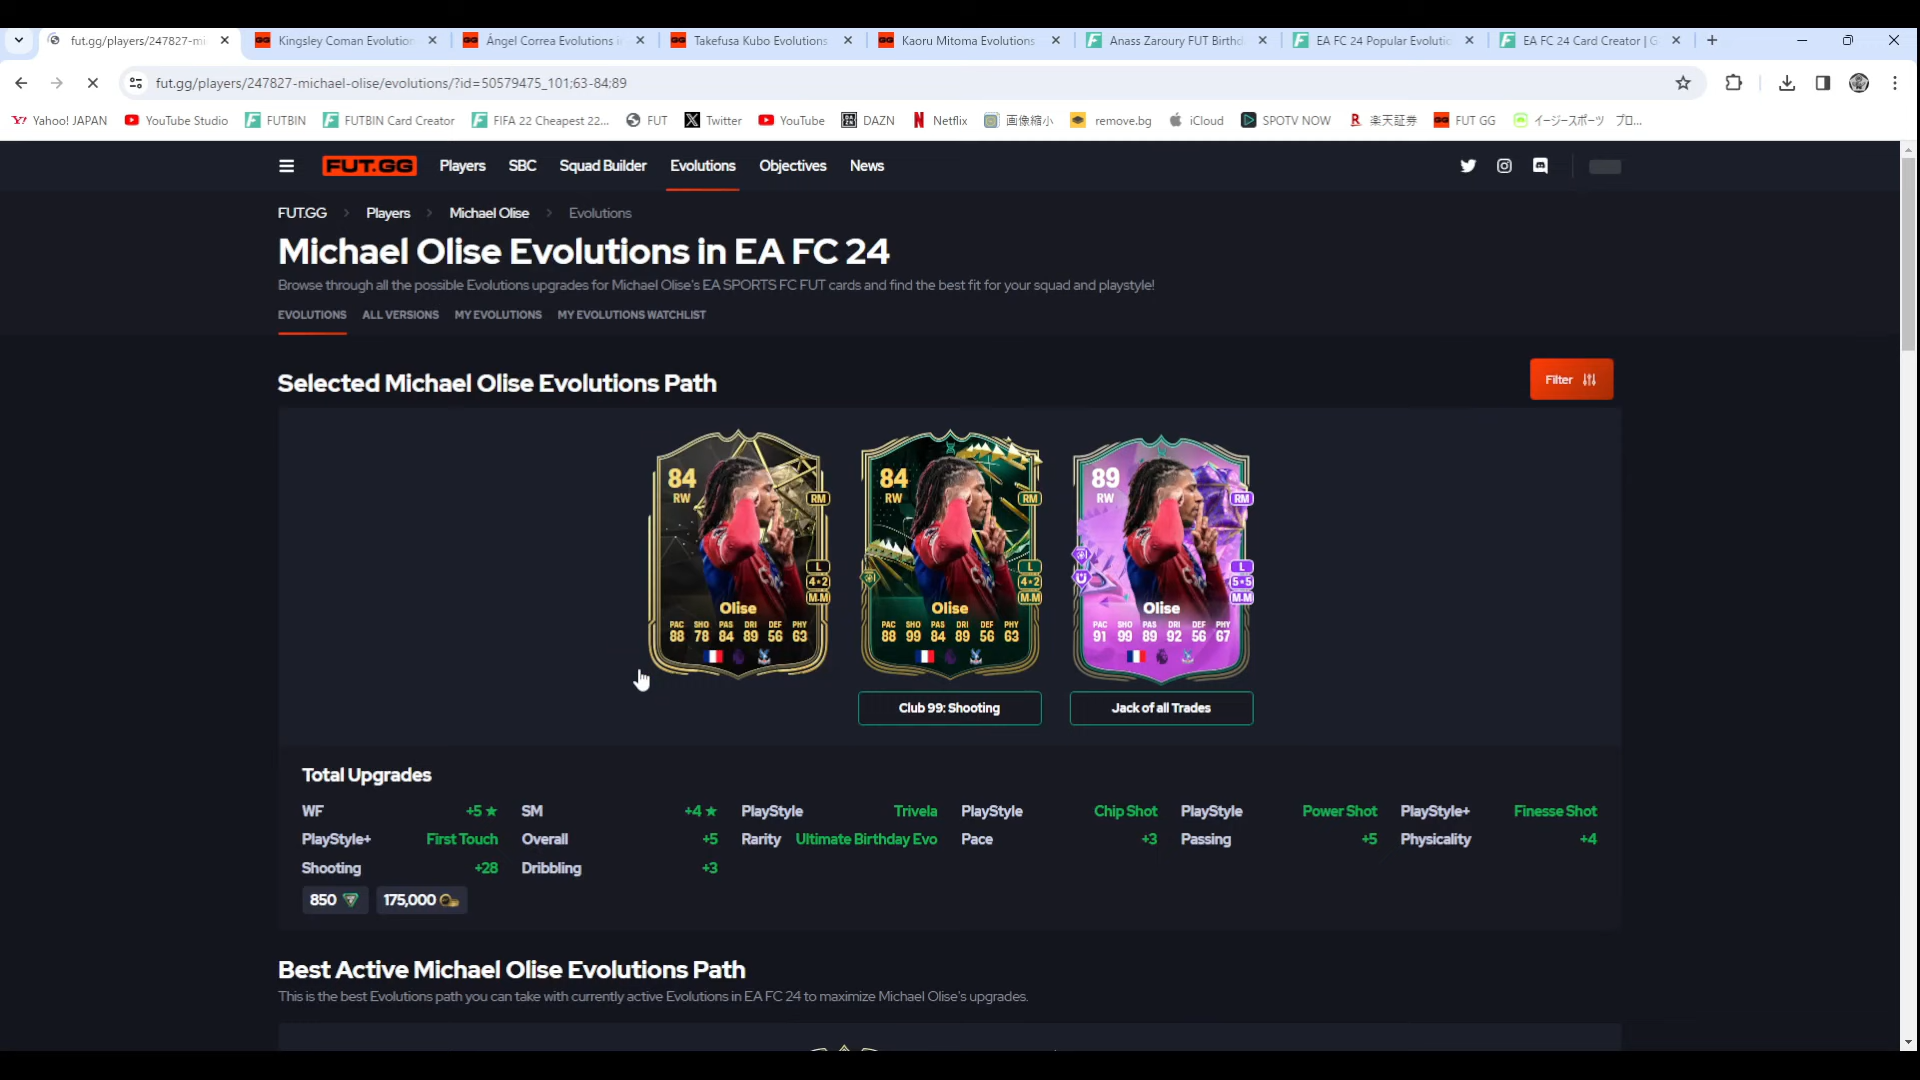 fut.gg/players/247827-mi
Kingsley Coman Evolution
Ángel Correa Evolutions i
Takefusa Kubo Evolutions
Kaoru Mitoma Evolutions
Anass Zaroury FUT Birthd
EA FC 24 Popular Evolutic
EA FC 24 Card Creator | G
fut.gg/players/247827-michael-olise/evolutions/?id=50579475_101;63-84;89
Yahoo! JAPAN YouTube Studio FUTBIN FUTBIN Card Creator FIFA 22 Cheapest 22... FUT Twitter YouTube DAZN Netflix 画像縮小 remove.bg iCloud SPOTV NOW 楽天証券 FUT GG イージースポーツ プロ...
FUT.GG Players SBC Squad Builder Evolutions Objectives News
FUT.GG > Players > Michael Olise > Evolutions
Michael Olise Evolutions in EA FC 24
Browse through all the possible Evolutions upgrades for Michael Olise's EA SPORTS FC FUT cards and find the best fit for your squad and playstyle!
EVOLUTIONS ALL VERSIONS MY EVOLUTIONS MY EVOLUTIONS WATCHLIST
Selected Michael Olise Evolutions Path
Filter
84
RW
RM
L
4★2
M-M
Olise
PAC SHO PAS DRI DEF PHY
88 78 84 89 56 63
84
RW
RM
L
4★2
M-M
Olise
PAC SHO PAS DRI DEF PHY
88 99 84 89 56 63
Club 99: Shooting
89
RW
RM
L
5★5
M-M
Olise
PAC SHO PAS DRI DEF PHY
91 99 89 92 56 67
Jack of all Trades
Total Upgrades
WF +5 ★ SM +4 ★ PlayStyle Trivela PlayStyle Chip Shot PlayStyle Power Shot PlayStyle+ Finesse Shot
PlayStyle+ First Touch Overall +5 Rarity Ultimate Birthday Evo Pace +3 Passing +5 Physicality +4
Shooting +28 Dribbling +3
850 175,000
Best Active Michael Olise Evolutions Path
This is the best Evolutions path you can take with currently active Evolutions in EA FC 24 to maximize Michael Olise's upgrades.